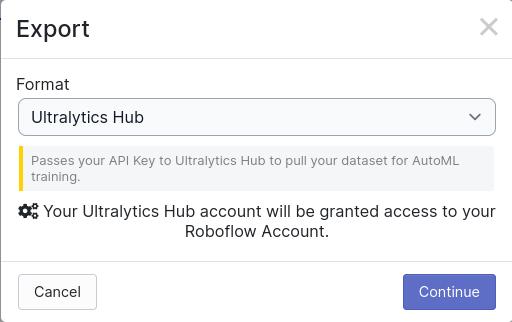 Export
Format
Ultralytics Hub
Passes your API Key to Ultralytics Hub to pull your dataset for AutoML
training.
Your Ultralytics Hub account will be granted access to your
Roboflow Account.
Cancel
Continue